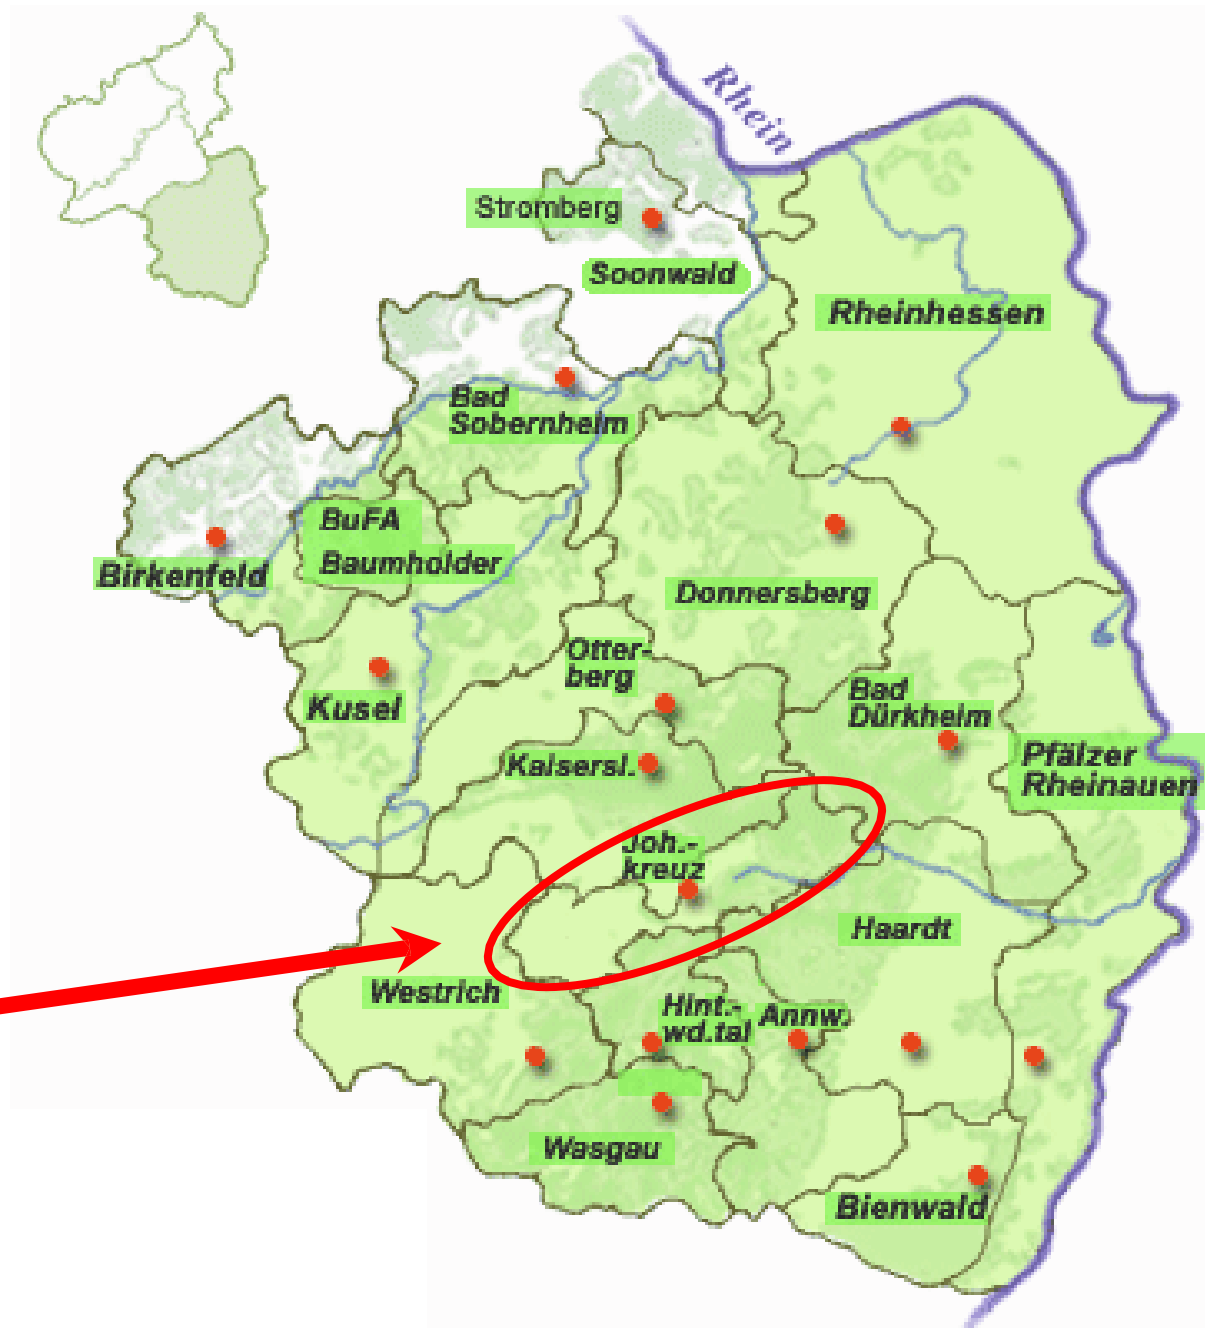 Rhein
Stromberg
Soonwald
Rheinhessen
Bad
Sobernheim
BuFA
Baumholder
Birkenfeld
Donnersberg
Otter-
berg
Kusel
Bad
Dürkheim
Kaisersl.
Pfälzer
Rheinauen
Joh.-
kreuz
Haardt
Westrich
Hint.-
wd.tal
Annw.
Wasgau
Bienwald